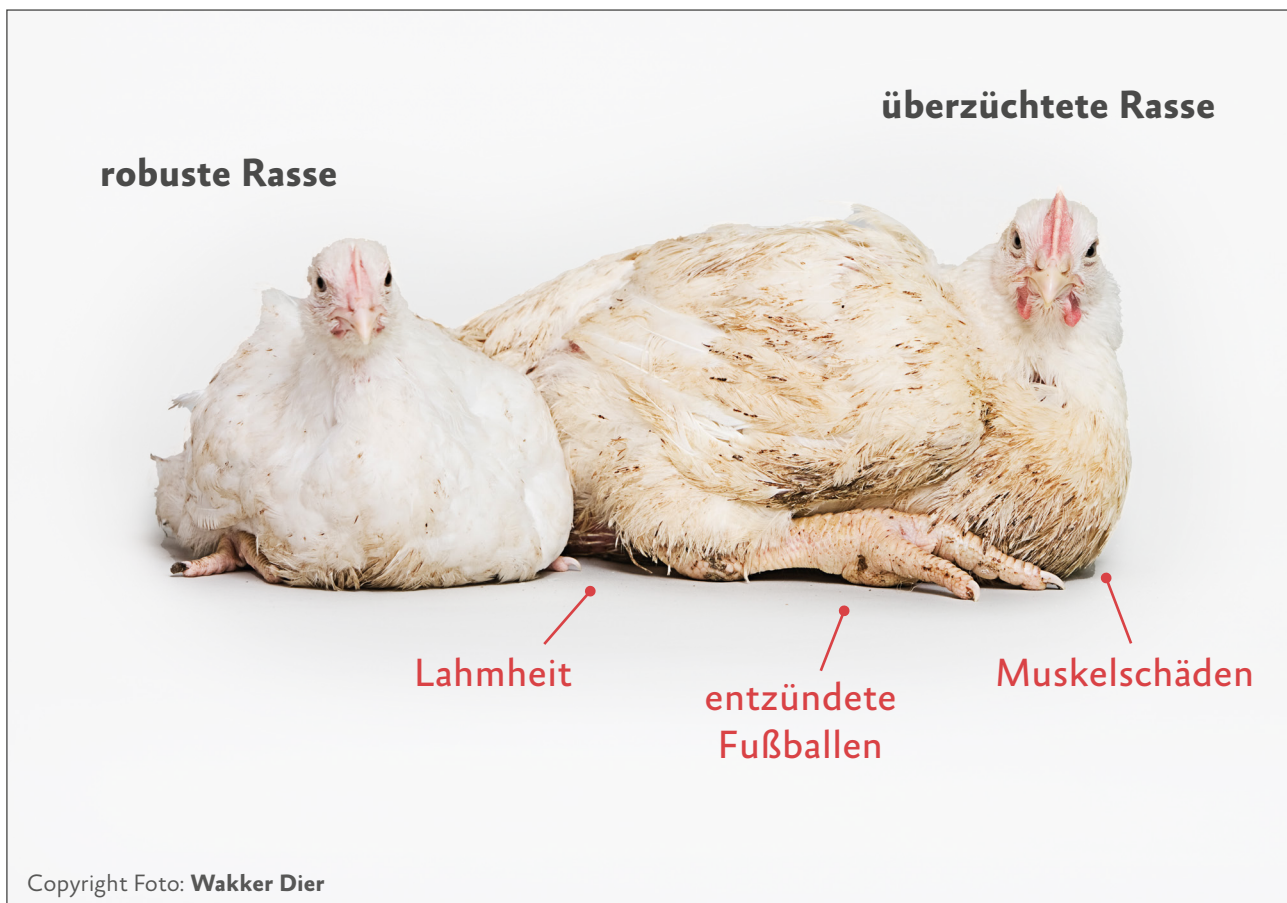 überzüchtete Rasse
robuste Rasse
Lahmheit
entzündete
Fußballen
Muskelschäden
Copyright Foto: Wakker Dier